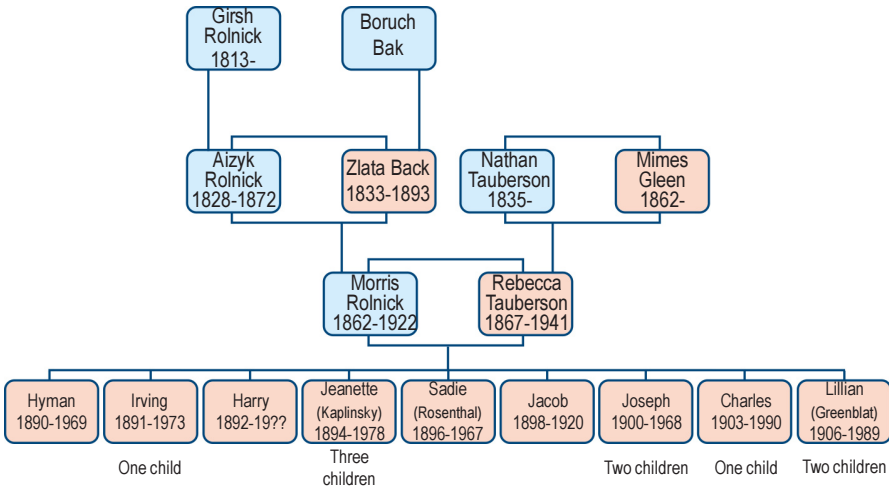 Girsh
Rolnick
1813-
Boruch
Bak
Aizyk
Rolnick
1828-1872
Zlata Back
1833-1893
Nathan
Tauberson
1835-
Mimes
Gleen
1862-
Morris
Rolnick
1862-1922
Rebecca
Tauberson
1867-1941
Hyman
1890-1969
Irving
1891-1973
Harry
1892-19??
Jeanette
(Kaplinsky)
1894-1978
Sadie
(Rosenthal)
1896-1967
Jacob
1898-1920
Joseph
1900-1968
Charles
1903-1990
Lillian
(Greenblat)
1906-1989
One child
Three
children
Two children
One child
Two children